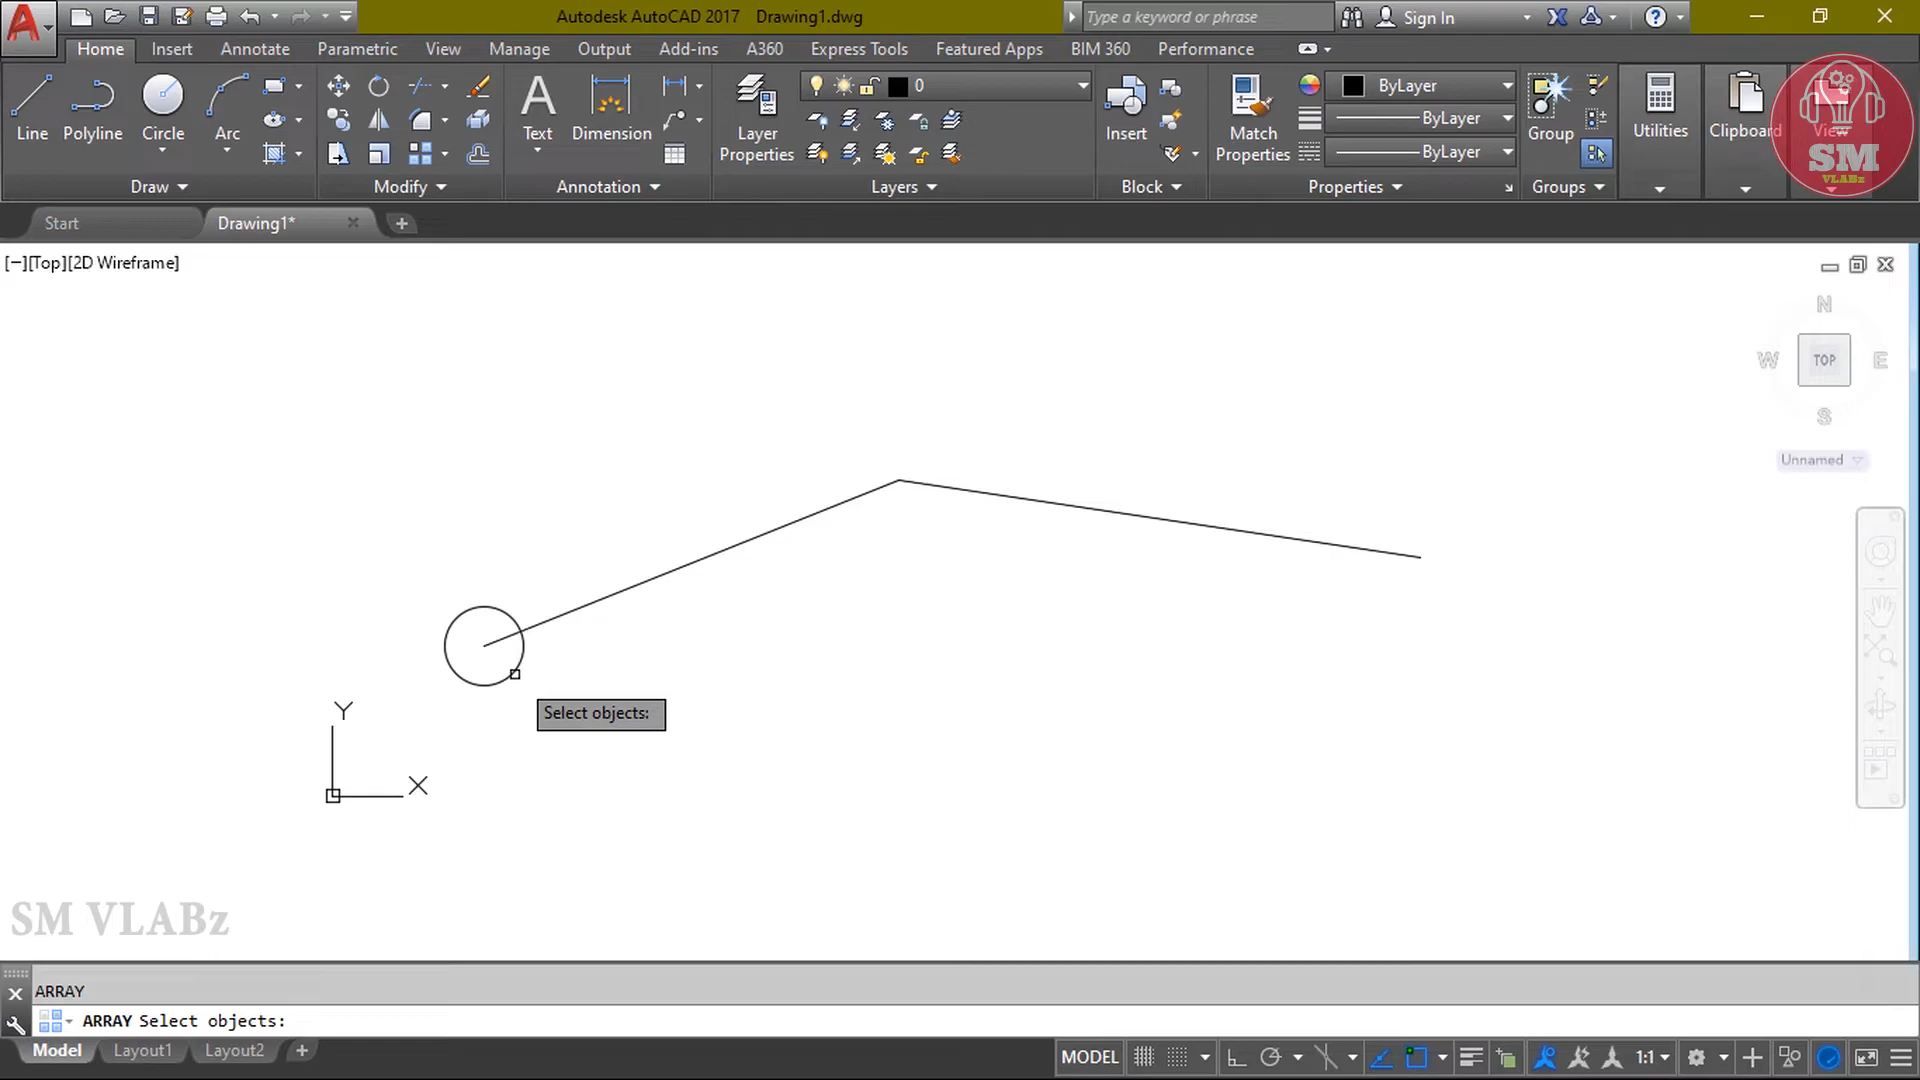 Autodesk AutoCAD 2017 Drawing1.dwg
Type a keyword or phrase
Sign In
Home Insert Annotate Parametric View Manage Output Add-ins A360 Express Tools Featured Apps BIM 360 Performance
Line Polyline Circle Arc
Draw
Modify
Text Dimension
Annotation
Layer Properties
0
Layers
Insert
Block
Match Properties
ByLayer
ByLayer
ByLayer
Properties
Group
Groups
Utilities
Clipboard
View
SM
VLABz
Start Drawing1*
[−][Top][2D Wireframe]
N
W TOP E
S
Unnamed
Select objects:
Y
X
SM VLABz
ARRAY
ARRAY Select objects:
Model Layout1 Layout2
MODEL 1:1